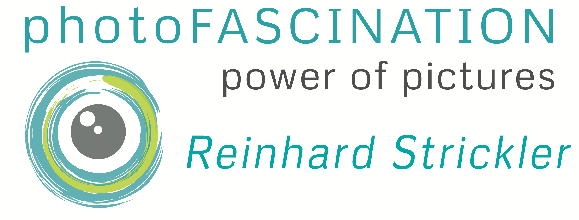 photoFASCINATION
power of pictures
Reinhard Strickler